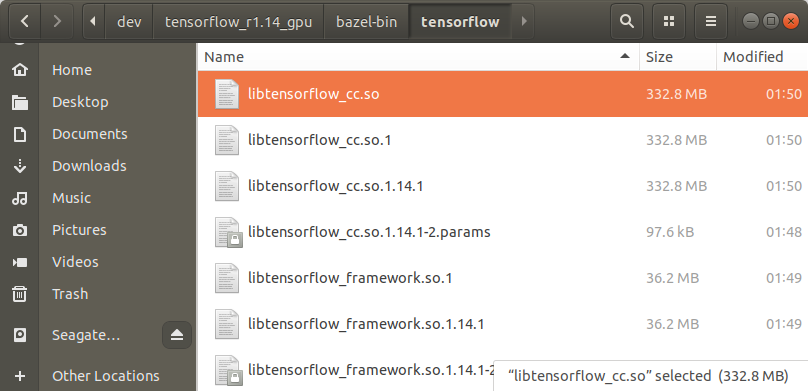 dev tensorflow_r1.14_gpu bazel-bin tensorflow
Name Size Modified
Home
Desktop
Documents
Downloads
Music
Pictures
Videos
Trash
Seagate…
Other Locations
libtensorflow_cc.so 332.8 MB 01:50
libtensorflow_cc.so.1 332.8 MB 01:50
libtensorflow_cc.so.1.14.1 332.8 MB 01:50
libtensorflow_cc.so.1.14.1-2.params 97.6 kB 01:48
libtensorflow_framework.so.1 36.2 MB 01:49
libtensorflow_framework.so.1.14.1 36.2 MB 01:49
libtensorflow_framework.so.1.14.1-2
“libtensorflow_cc.so” selected (332.8 MB)